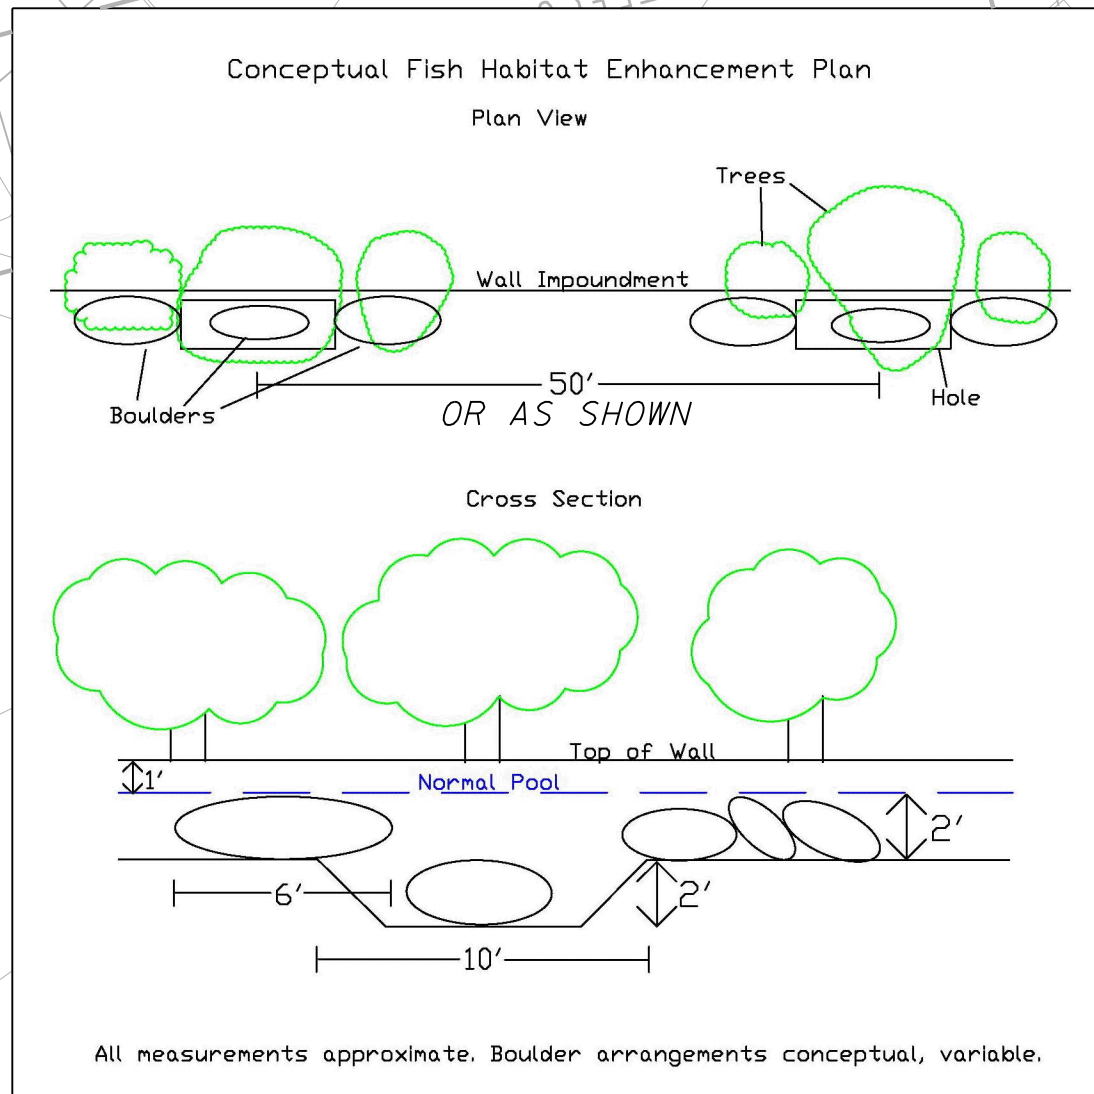 Conceptual Fish Habitat Enhancement Plan
Plan View
Trees
Wall Impoundment
50'
OR AS SHOWN
Boulders
Hole
Cross Section
Top of Wall
1'
Normal Pool
2'
6'
2'
10'
All measurements approximate. Boulder arrangements conceptual, variable.